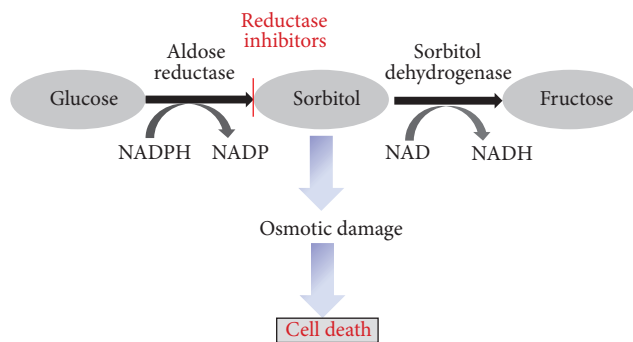 Reductase
inhibitors
Aldose
reductase
Sorbitol
dehydrogenase
Glucose
Sorbitol
Fructose
NADPH
NADP
NAD
NADH
Osmotic damage
Cell death